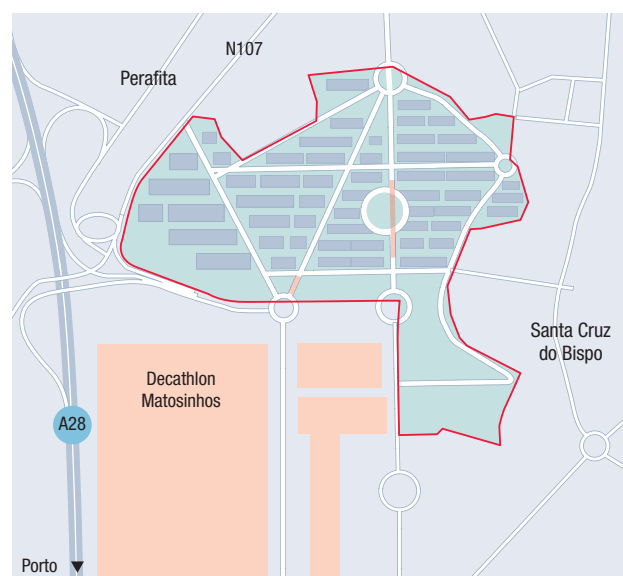 N107
Perafita
Santa Cruz
do Bispo
Decathlon
Matosinhos
A28
Porto